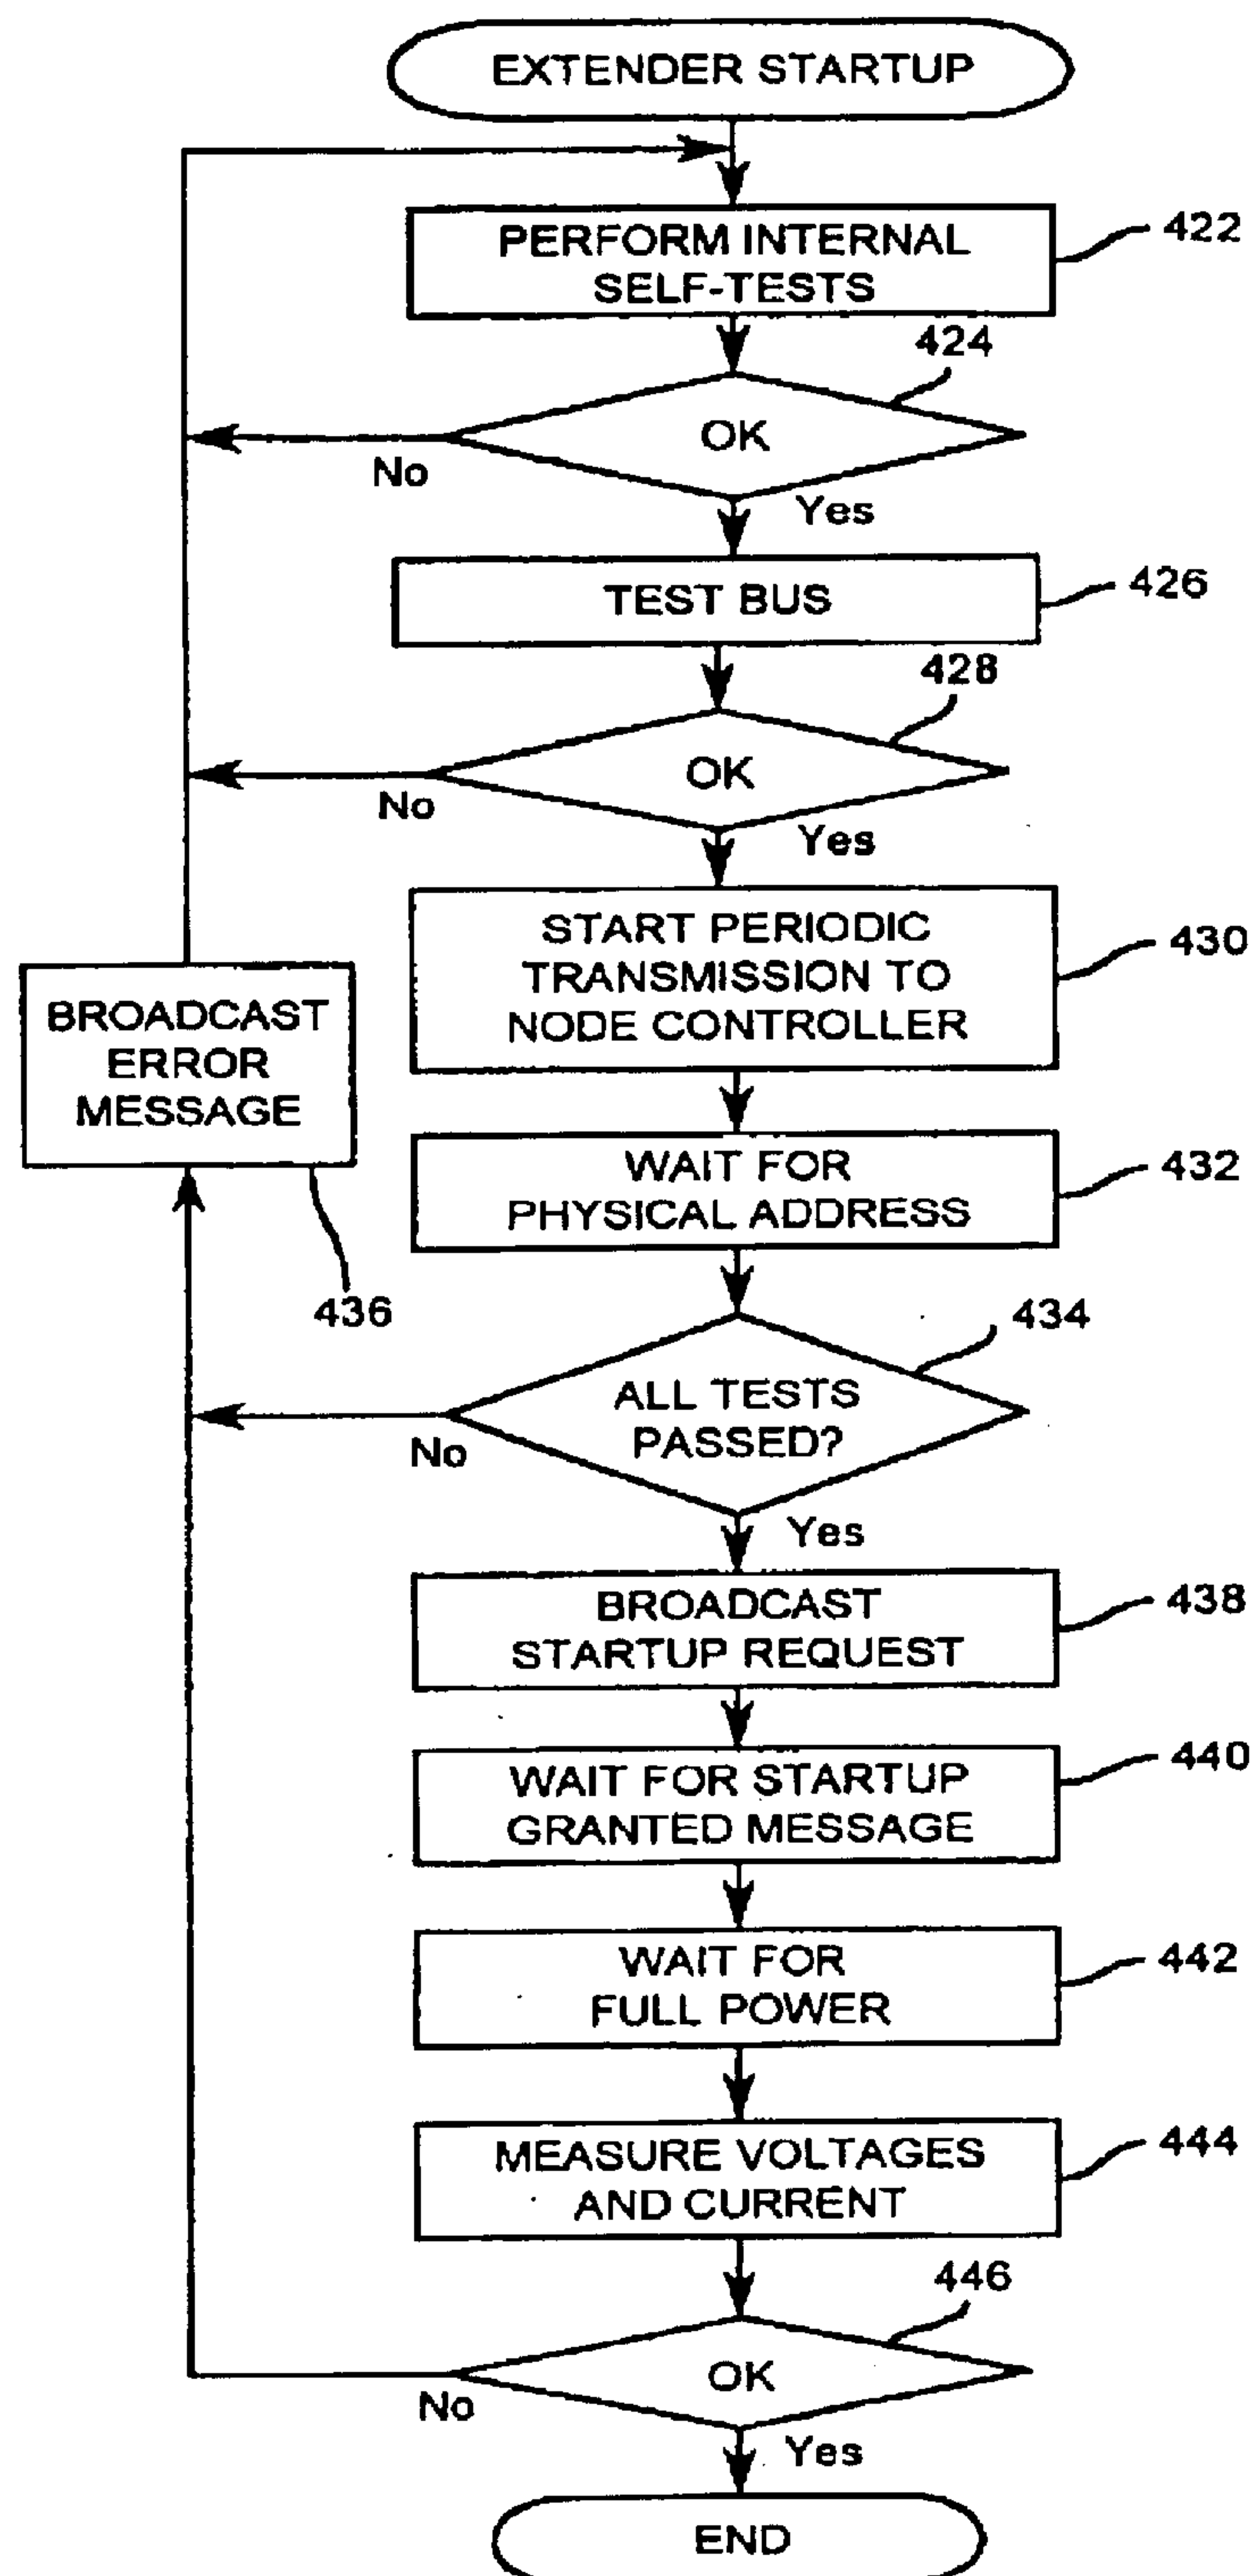 EXTENDER STARTUP
PERFORM INTERNAL
SELF-TESTS
422
424
OK
No
Yes
TEST BUS
426
428
OK
No
Yes
START PERIODIC
TRANSMISSION TO
NODE CONTROLLER
430
BROADCAST
ERROR
MESSAGE
436
WAIT FOR
PHYSICAL ADDRESS
432
434
ALL TESTS
PASSED?
No
Yes
BROADCAST
STARTUP REQUEST
438
WAIT FOR STARTUP
GRANTED MESSAGE
440
WAIT FOR
FULL POWER
442
MEASURE VOLTAGES
AND CURRENT
444
446
OK
No
Yes
END